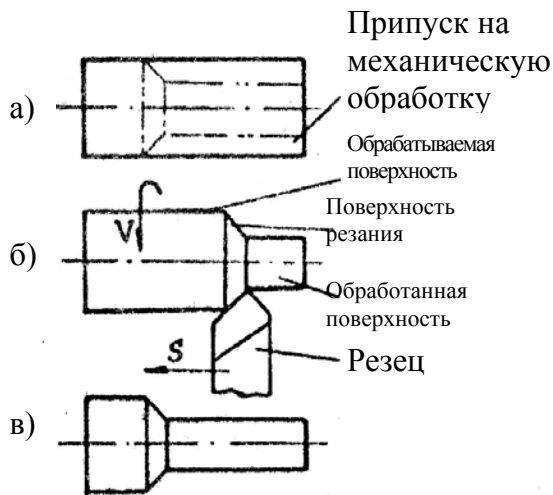 Припуск на
механическую
обработку
а)
Обрабатываемая
поверхность
Поверхность
резания
V
б)
Обработанная
поверхность
S
Резец
в)